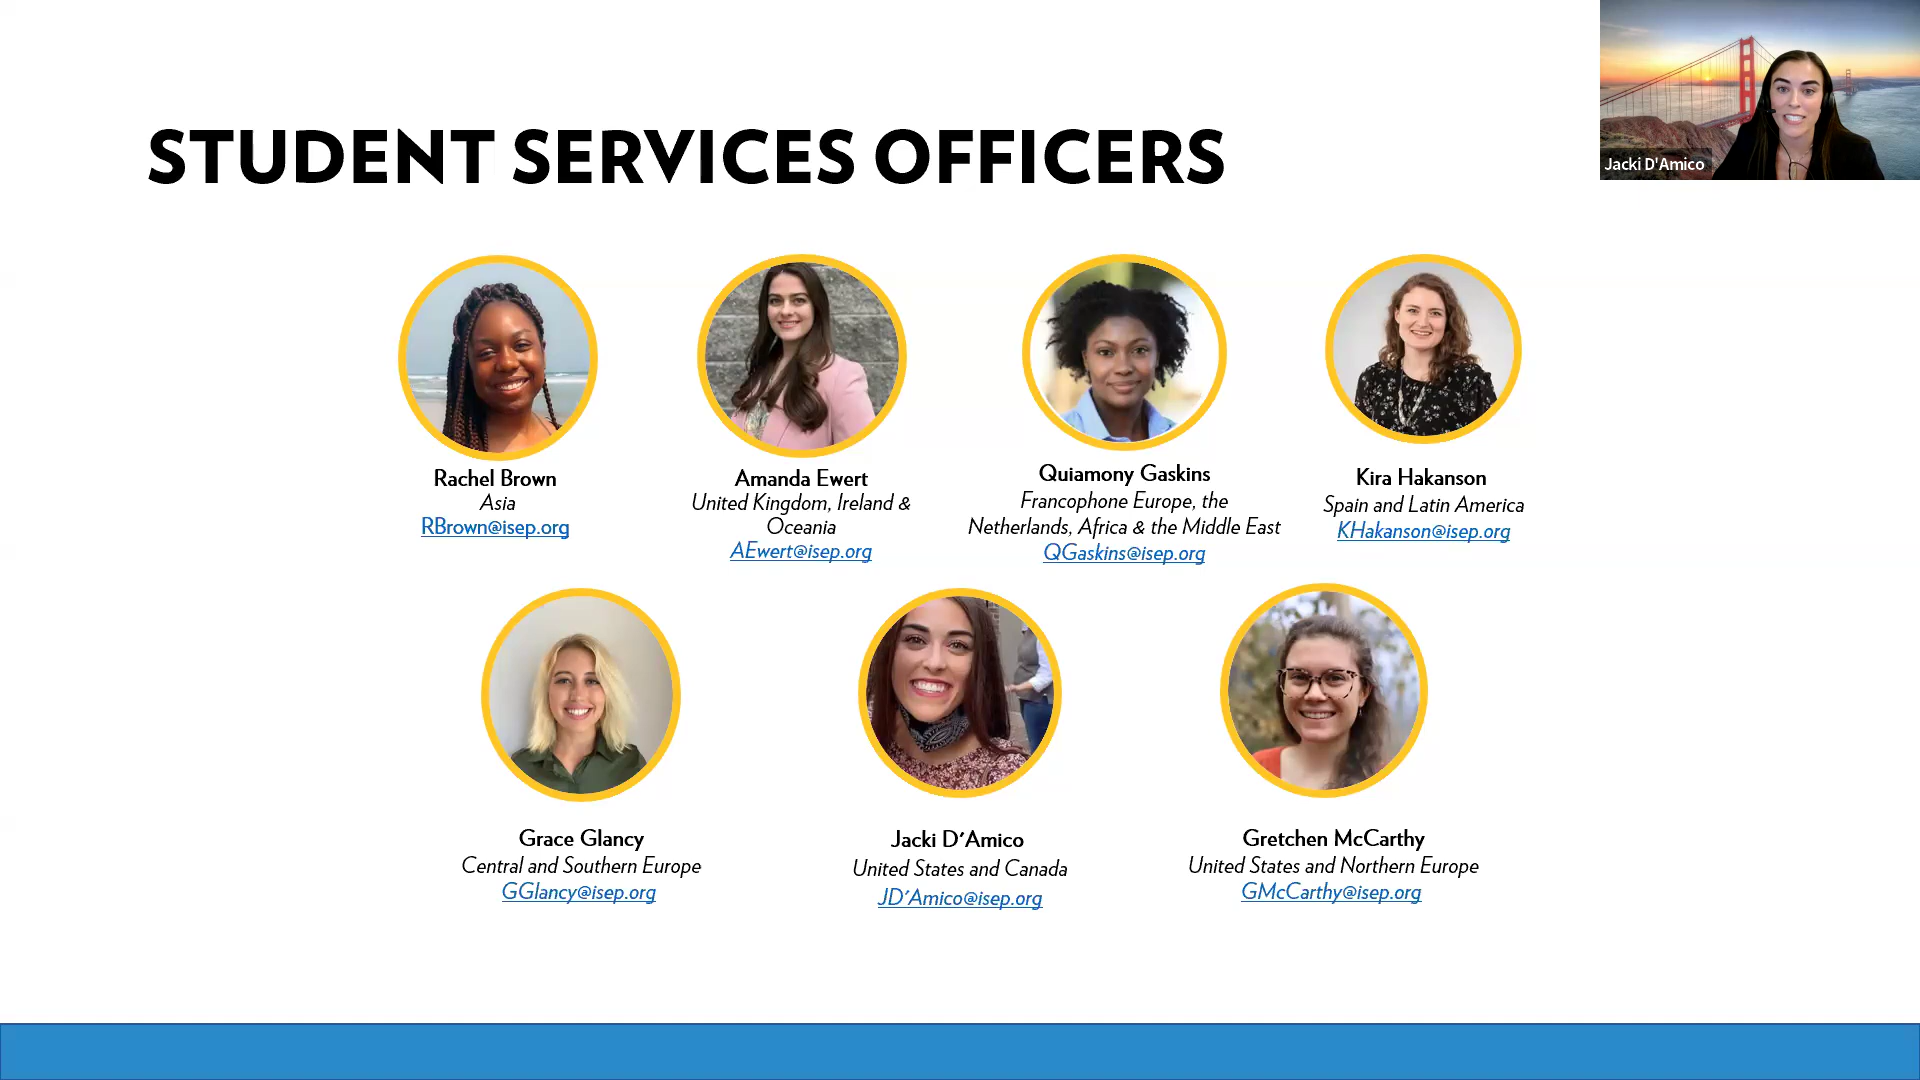 Jacki D'Amico
STUDENT SERVICES OFFICERS
Rachel Brown
Asia
RBrown@isep.org
Amanda Ewert
United Kingdom, Ireland &
Oceania
AEwert@isep.org
Quiamony Gaskins
Francophone Europe, the
Netherlands, Africa & the Middle East
QGaskins@isep.org
Kira Hakanson
Spain and Latin America
KHakanson@isep.org
Grace Glancy
Central and Southern Europe
GGlancy@isep.org
Jacki D'Amico
United States and Canada
JD'Amico@isep.org
Gretchen McCarthy
United States and Northern Europe
GMcCarthy@isep.org